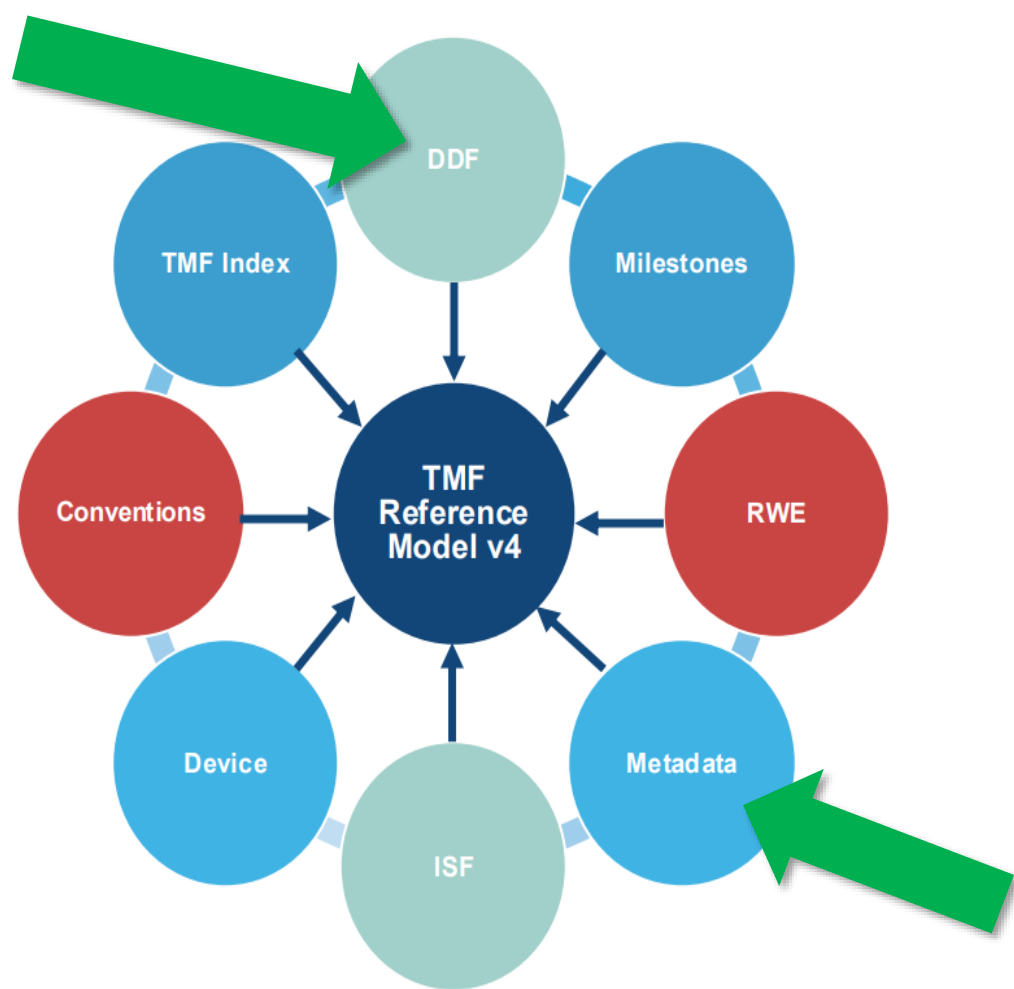 DDF
TMF Index
Milestones
Conventions
TMF
Reference
Model v4
RWE
Device
Metadata
ISF